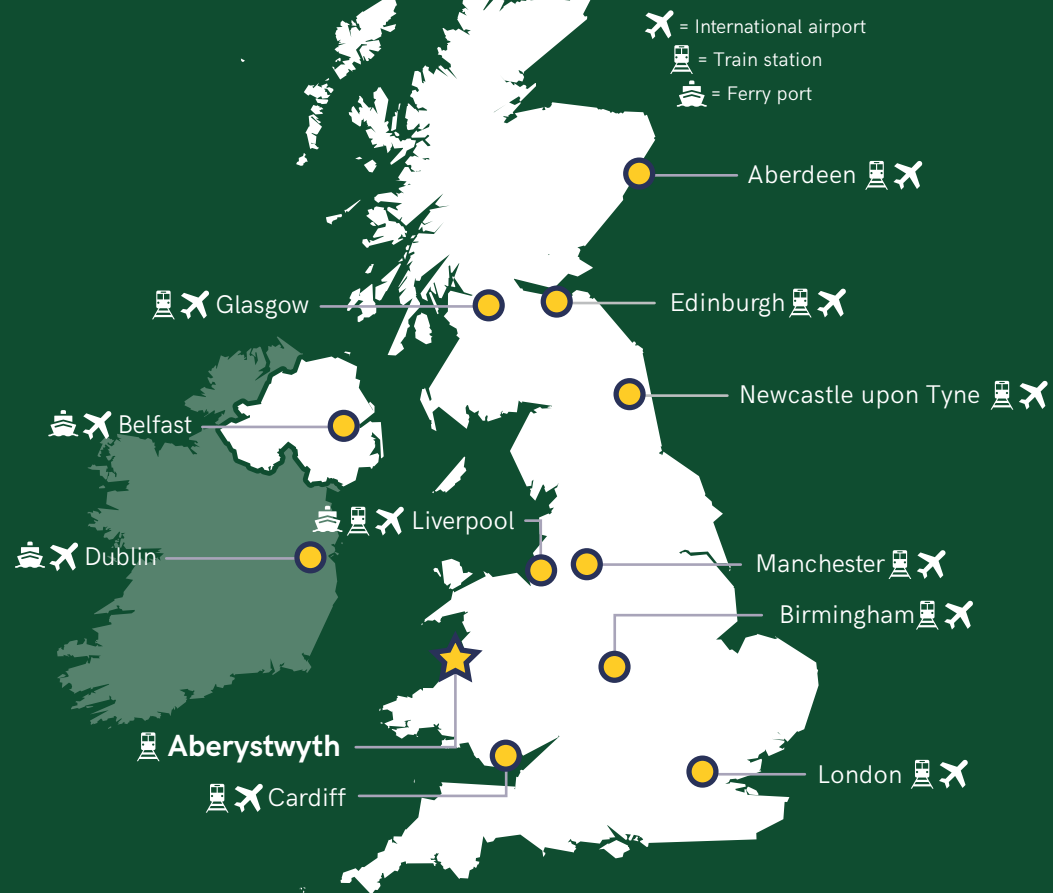 = International airport
= Train station
= Ferry port
Aberdeen
Glasgow
Edinburgh
Newcastle upon Tyne
Belfast
Liverpool
Dublin
Manchester
Birmingham
Aberystwyth
London
Cardiff